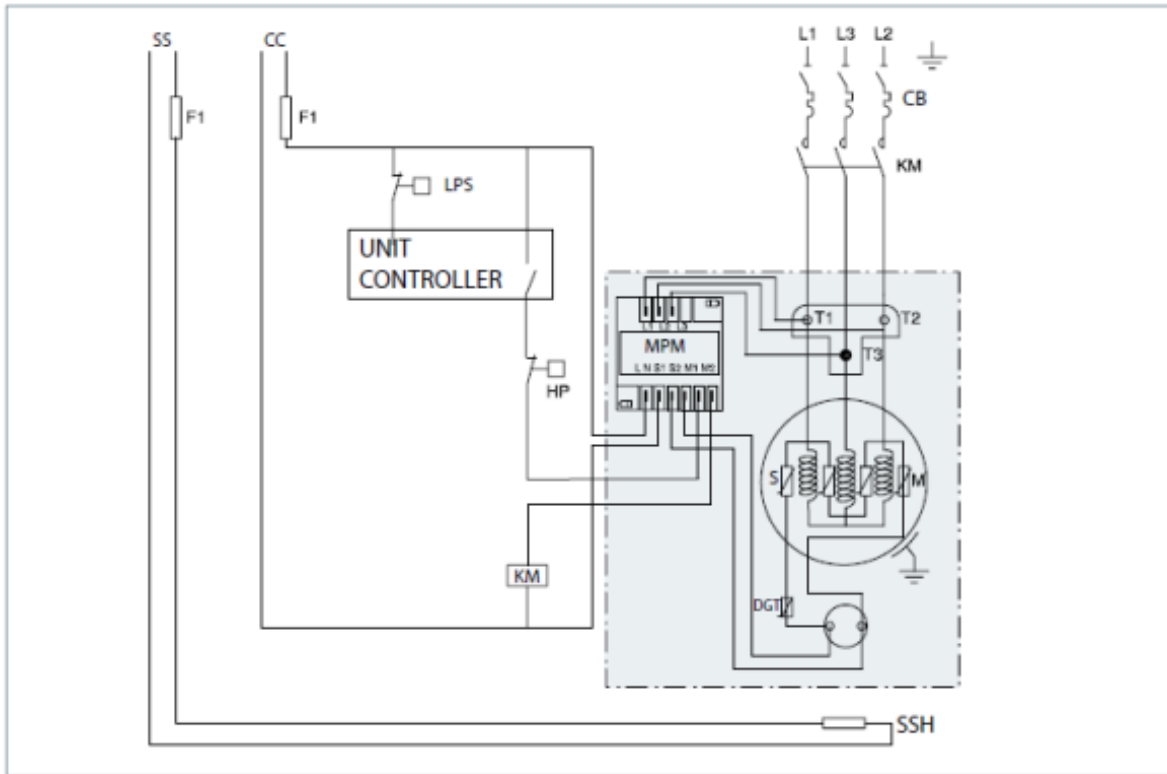 SS
CC
L1 L3 L2
F1
F1
CB
KM
LPS
UNIT
CONTROLLER
L1 L2 L3
T1
T2
MPM
T3
L N S1 S2 M1 M2
HP
S
M
KM
DGT
SSH